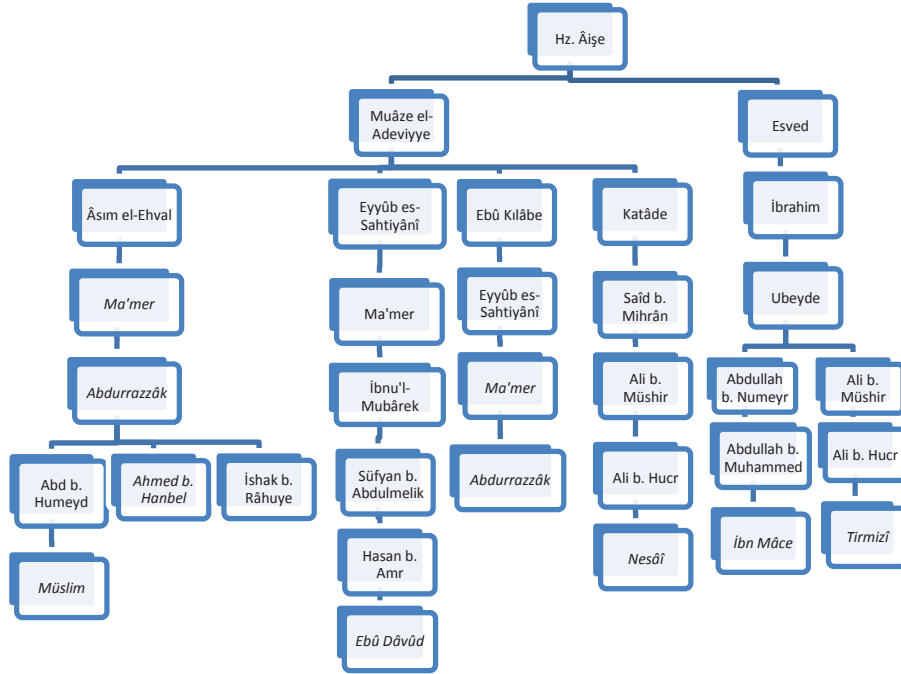 Hz. Âişe
Muâze el-
Adeviyye
Esved
Âsım el-Ehval
Eyyûb es-
Sahtiyânî
Ebû Kılâbe
Katâde
İbrahim
Ma'mer
Ma'mer
Eyyûb es-
Sahtiyânî
Saîd b.
Mihrân
Ubeyde
Abdurrazzâk
İbnu'l-
Mubârek
Ma'mer
Ali b.
Müshir
Abdullah
b. Numeyr
Ali b.
Müshir
Abd b.
Humeyd
Ahmed b.
Hanbel
İshak b.
Râhuye
Süfyan b.
Abdulmelik
Abdurrazzâk
Ali b. Hucr
Abdullah b.
Muhammed
Ali b. Hucr
Müslim
Hasan b.
Amr
Nesâî
İbn Mâce
Tirmizî
Ebû Dâvûd